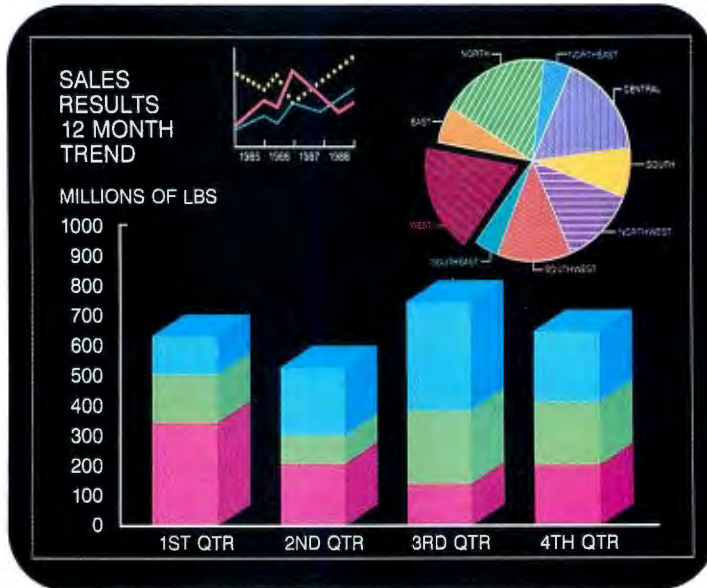 SALES
RESULTS
12 MONTH
TREND
1985 1986 1987 1988
NORTH
NORTHEAST
CENTRAL
EAST
SOUTH
WEST
NORTHWEST
SOUTHEAST
SOUTHWEST
MILLIONS OF LBS
1000
900
800
700
600
500
400
300
200
100
0
1ST QTR 2ND QTR 3RD QTR 4TH QTR